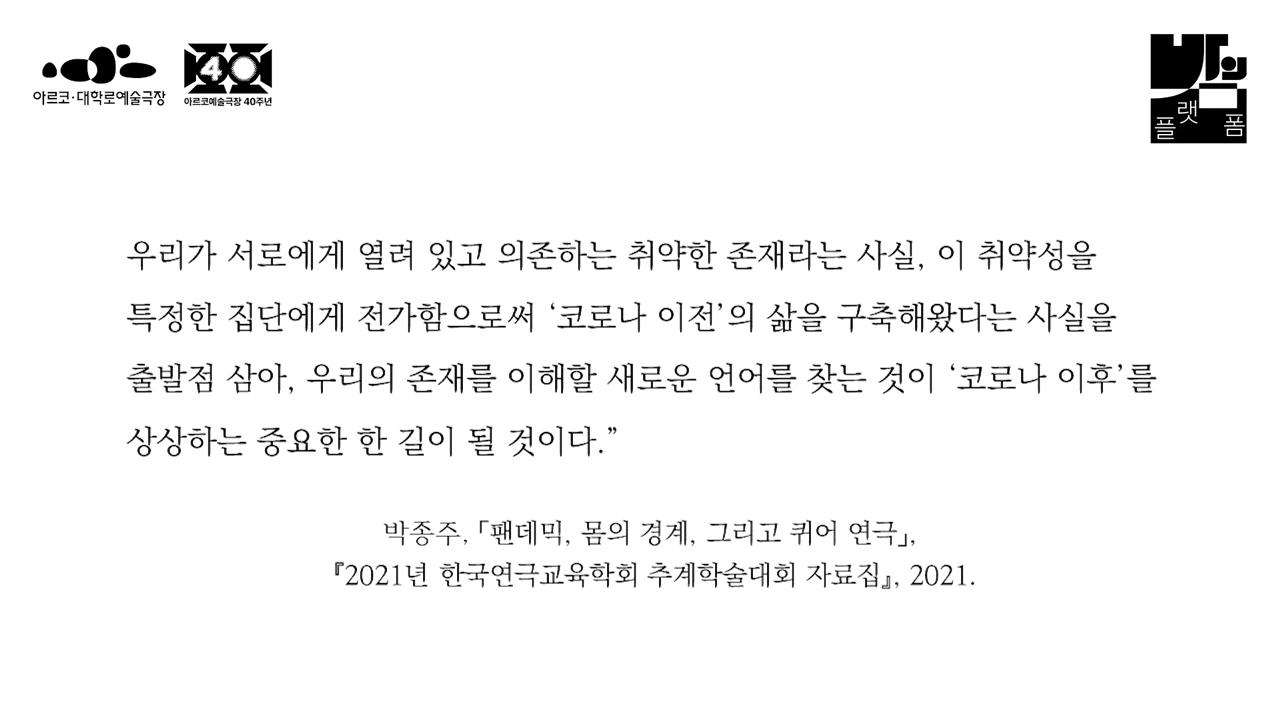 아르코·대학로예술극장
40
아르코예술극장 40주년
밤의
플랫폼
우리가 서로에게 열려 있고 의존하는 취약한 존재라는 사실, 이 취약성을
특정한 집단에게 전가함으로써 ‘코로나 이전’의 삶을 구축해왔다는 사실을
출발점 삼아, 우리의 존재를 이해할 새로운 언어를 찾는 것이 ‘코로나 이후’를
상상하는 중요한 한 길이 될 것이다.”
박종주, 「팬데믹, 몸의 경계, 그리고 퀴어 연극」,
『2021년 한국연극교육학회 추계학술대회 자료집』, 2021.